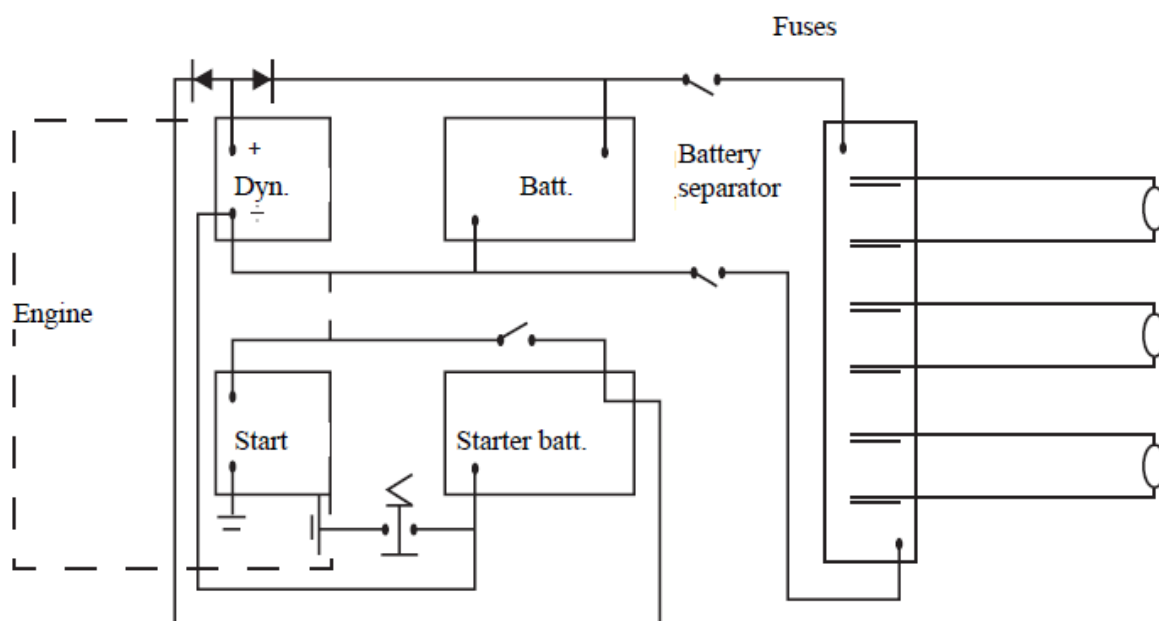 Fuses
+
Dyn.
÷
Batt.
Battery
separator
Engine
Start
Starter batt.